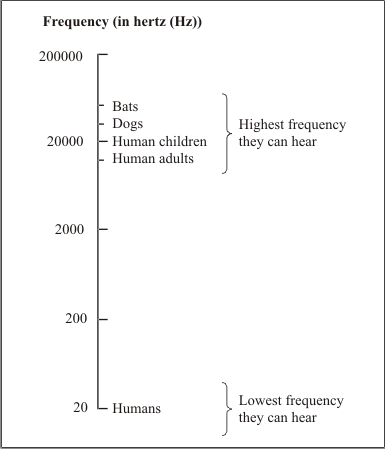 Frequency (in hertz (Hz))
200000
Bats
Dogs
20000
Human children
Human adults
Highest frequency
they can hear
2000
200
20
Humans
Lowest frequency
they can hear